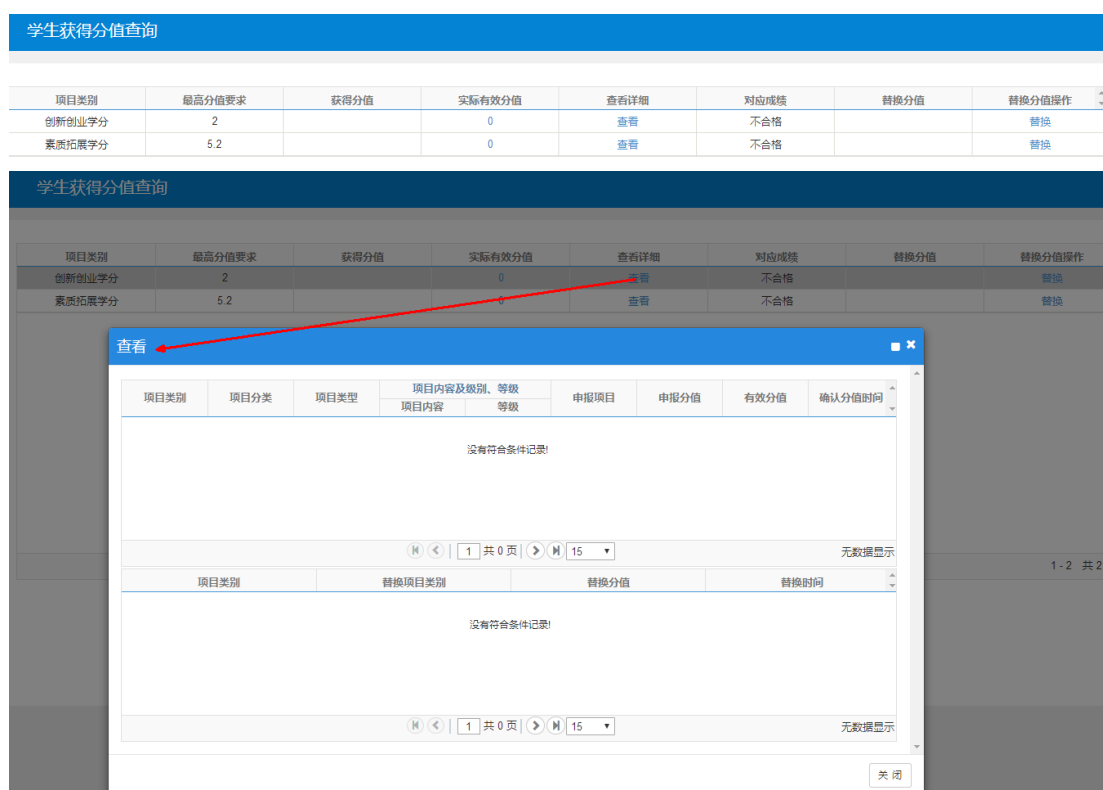 学生获得分值查询
项目类别 最高分值要求 获得分值 实际有效分值 查看详细 对应成绩 替换分值 替换分值操作
创新创业学分 2 0 查看 不合格 替换
素质拓展学分 5.2 0 查看 不合格 替换
学生获得分值查询
项目类别 最高分值要求 获得分值 实际有效分值 查看详细 对应成绩 替换分值 替换分值操作
创新创业学分 2 0 查看 不合格 替换
素质拓展学分 5.2 0 查看 不合格 替换
查看
项目类别 项目分类 项目类型 项目内容及级别、等级 申报项目 申报分值 有效分值 确认分值时间
项目内容 等级
没有符合条件记录!
1 共 0 页 15 无数据显示
1 - 2 共 2
项目类别 替换项目类别 替换分值 替换时间
没有符合条件记录!
1 共 0 页 15 无数据显示
关闭